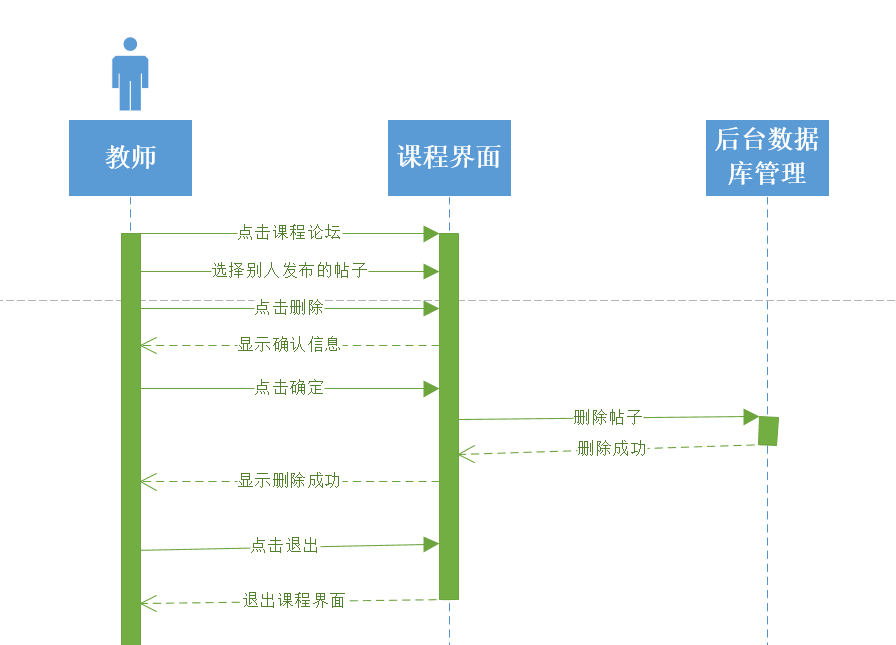 教师
课程界面
后台数据
库管理
点击课程论坛
选择别人发布的帖子
点击删除
显示确认信息
点击确定
删除帖子
删除成功
显示删除成功
点击退出
退出课程界面